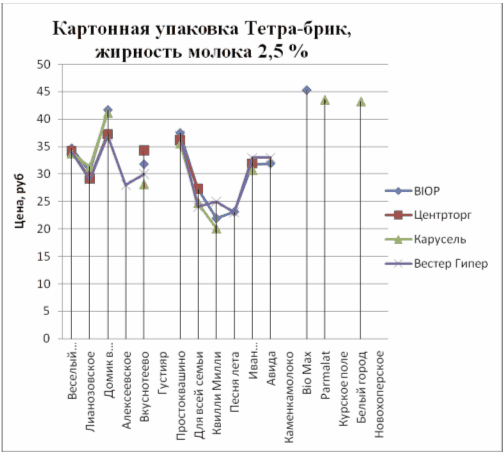 Картонная упаковка Тетра-брик,
жирность молока 2,5 %
50
45
40
35
30
25
20
15
10
5
0
Цена, руб
Веселый...
Лианозовское
Домик в...
Алексеевское
Вкуснотеево
Густияр
Простоквашино
Для всей семьи
Квилли Милли
Песня лета
Иван...
Авида
Каменкамолоко
Bio Max
Parmalat
Курское поле
Белый город
Новохоперское
ВІОР
Центрторг
Карусель
Вестер Гипер